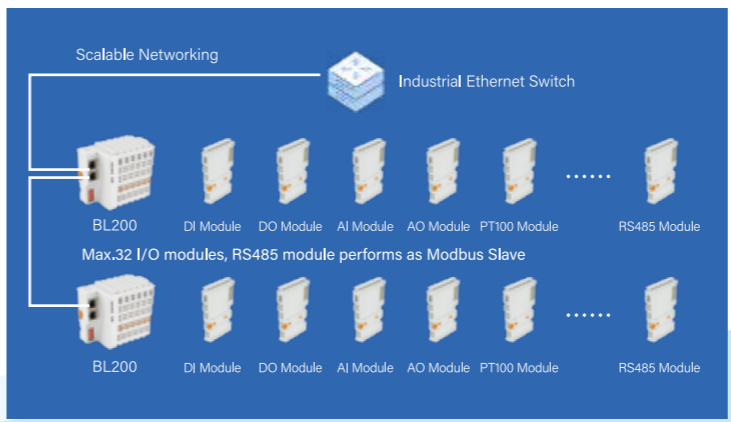 Scalable Networking
Industrial Ethernet Switch
BL200 DI Module DO Module AI Module AO Module PT100 Module ...... RS485 Module
Max.32 I/O modules, RS485 module performs as Modbus Slave
BL200 DI Module DO Module AI Module AO Module PT100 Module ...... RS485 Module